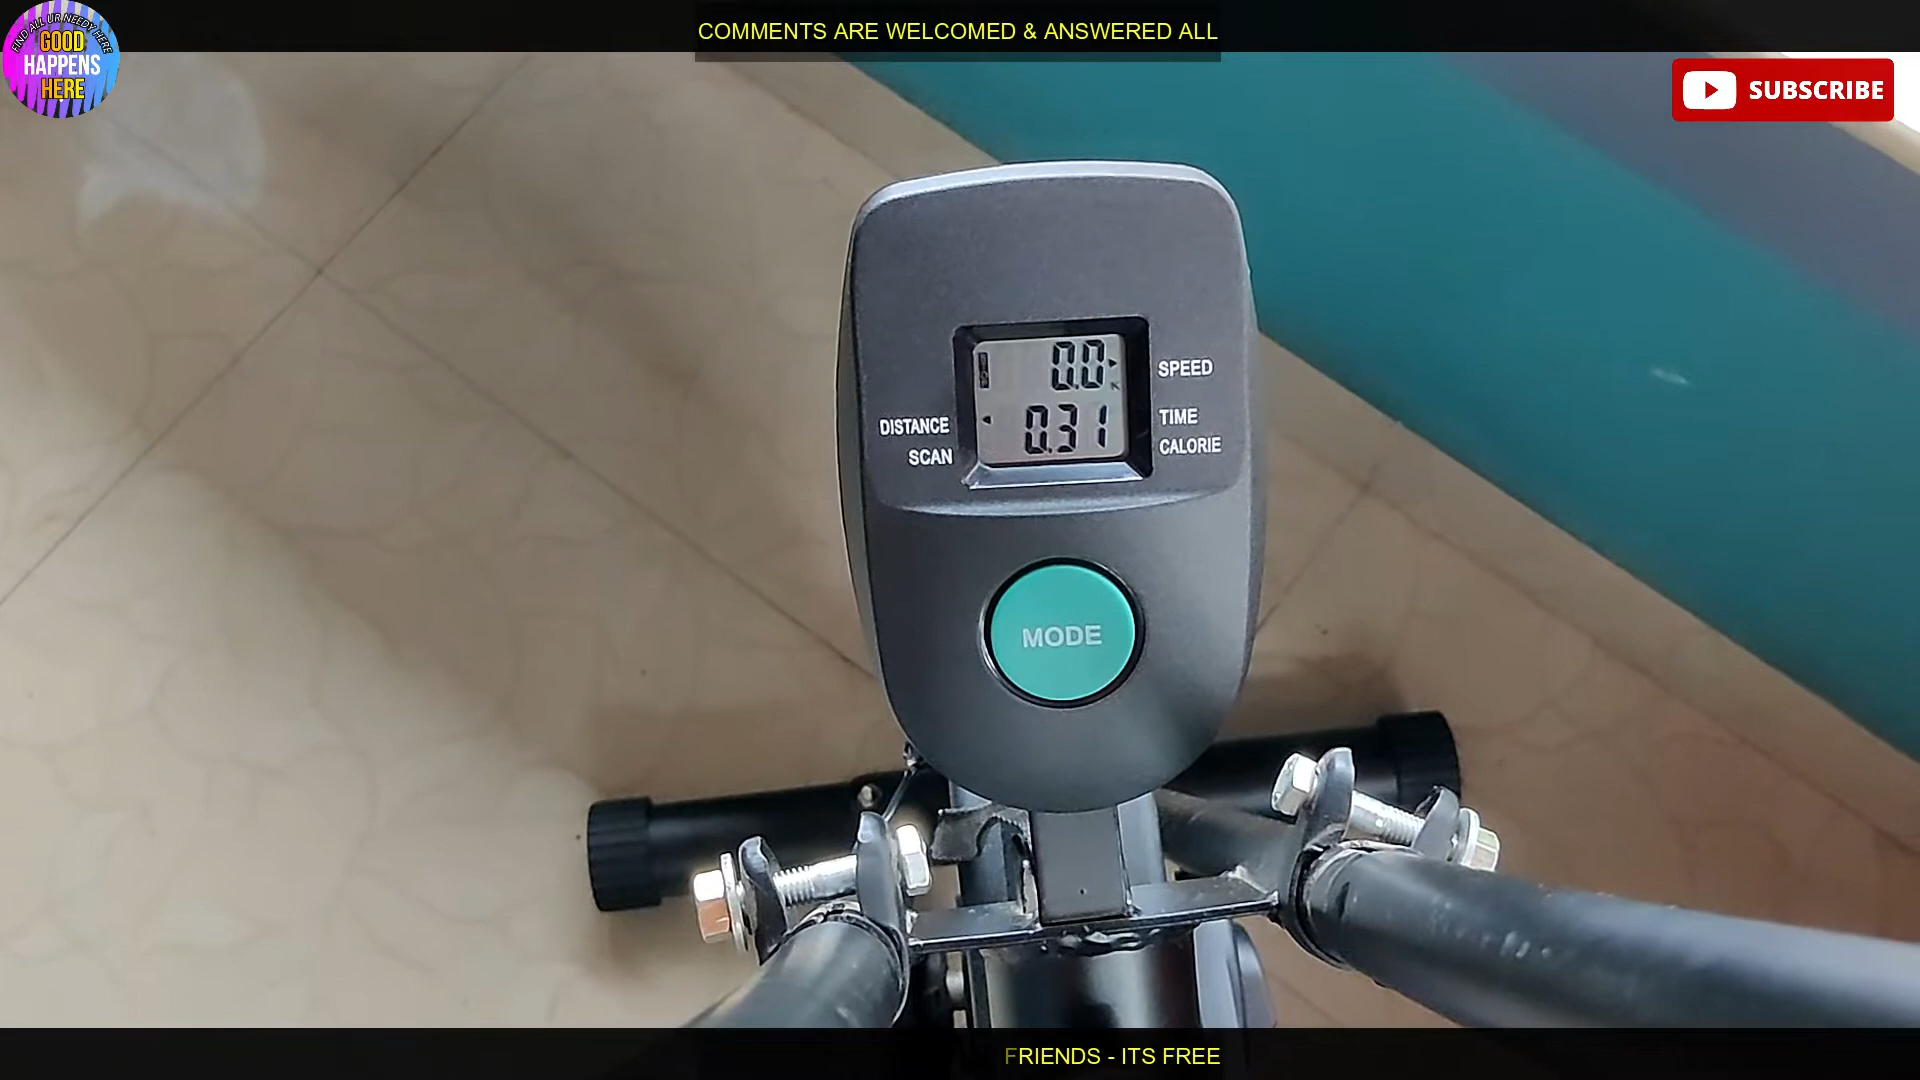 COMMENTS ARE WELCOMED & ANSWERED ALL
FIND ALL UR NEEDY HERE
GOOD
HAPPENS
HERE
SUBSCRIBE
0.0
SPEED
0.31
DISTANCE
TIME
SCAN
CALORIE
MODE
FRIENDS - ITS FREE